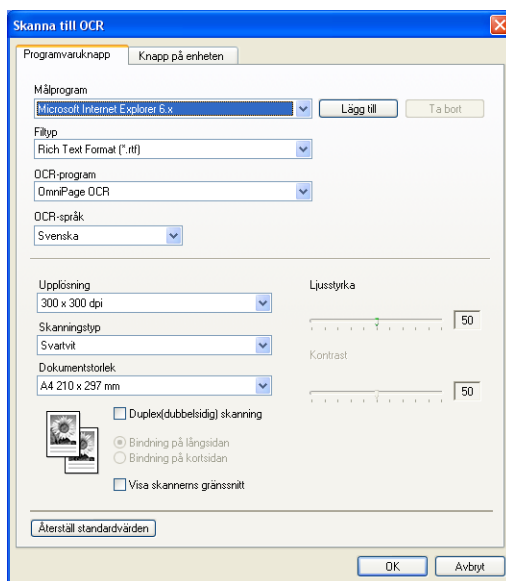 Skanna till OCR
Programvaruknapp Knapp på enheten
Målprogram
Microsoft Internet Explorer 6.x Lägg till Ta bort
Filtyp
Rich Text Format (*.rtf)
OCR-program
OmniPage OCR
OCR-språk
Svenska
Upplösning Ljusstyrka
300 x 300 dpi
50
Skanningstyp
Svartvit
Kontrast
Dokumentstorlek
A4 210 x 297 mm
50
Duplex(dubbelsidig) skanning
Bindning på långsidan
Bindning på kortsidan
Visa skannerns gränssnitt
Återställ standardvärden
OK Avbryt